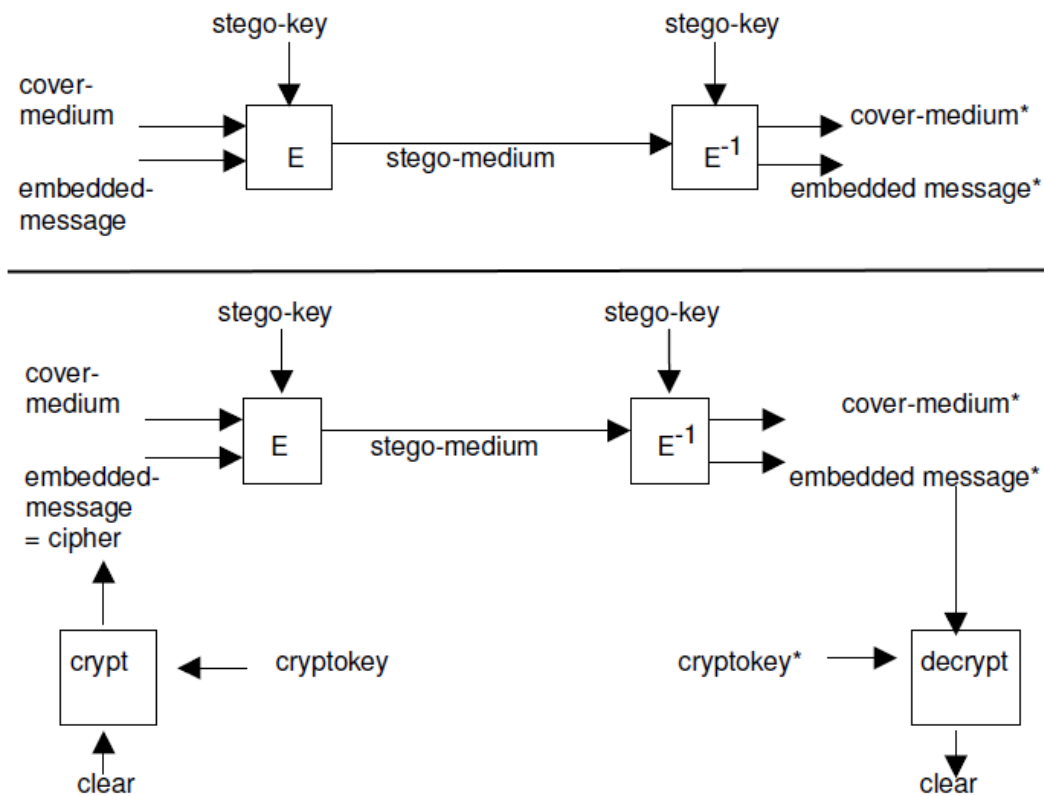 stego-key
stego-key
cover-
medium
cover-medium*
E
E-1
stego-medium
embedded-
message
embedded message*
stego-key
stego-key
cover-
medium
cover-medium*
E
E-1
stego-medium
embedded-
message
= cipher
embedded message*
crypt
cryptokey
cryptokey*
decrypt
clear
clear